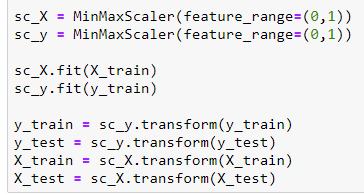 sc_X = MinMaxScaler(feature_range=(0,1))
sc_y = MinMaxScaler(feature_range=(0,1))
sc_X.fit(X_train)
sc_y.fit(y_train)
y_train = sc_y.transform(y_train)
y_test = sc_y.transform(y_test)
X_train = sc_X.transform(X_train)
X_test = sc_X.transform(X_test)